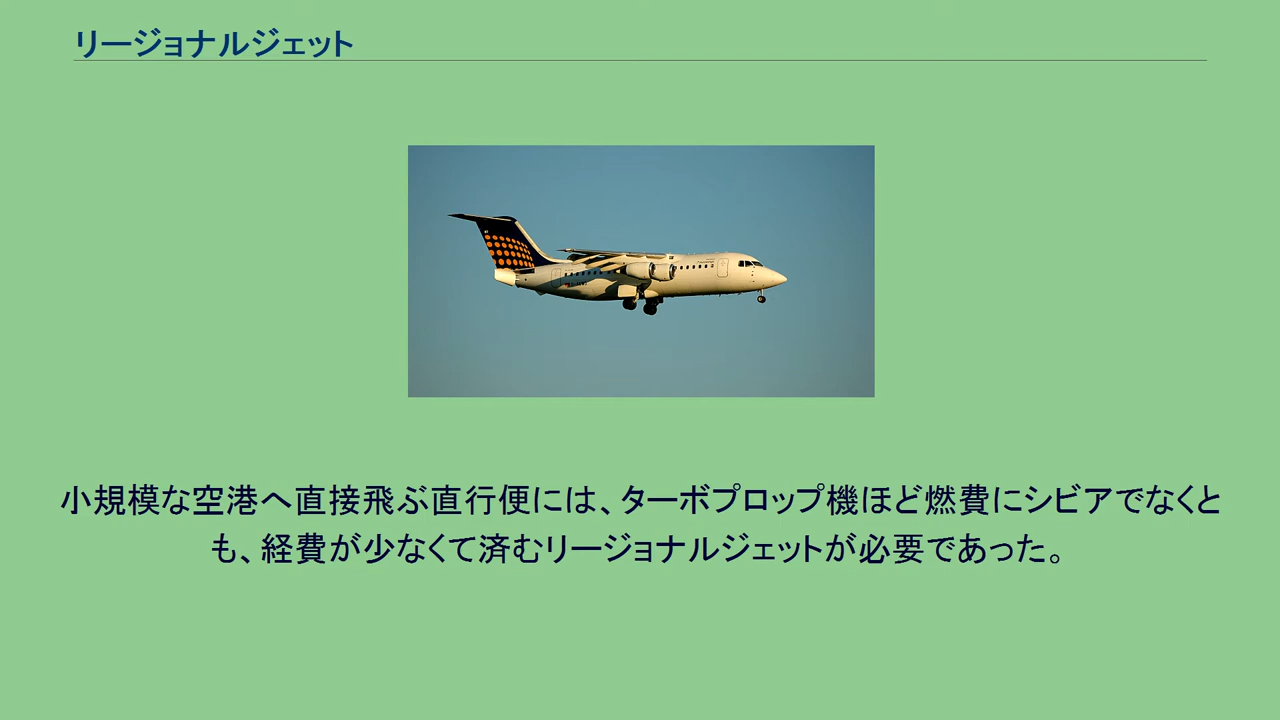 リージョナルジェット
小規模な空港へ直接飛ぶ直行便には、ターボプロップ機ほど燃費にシビアでなくと
も、経費が少なくて済むリージョナルジェットが必要であった。